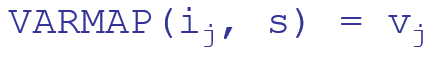 VARMAP(i_j, s) = v_j